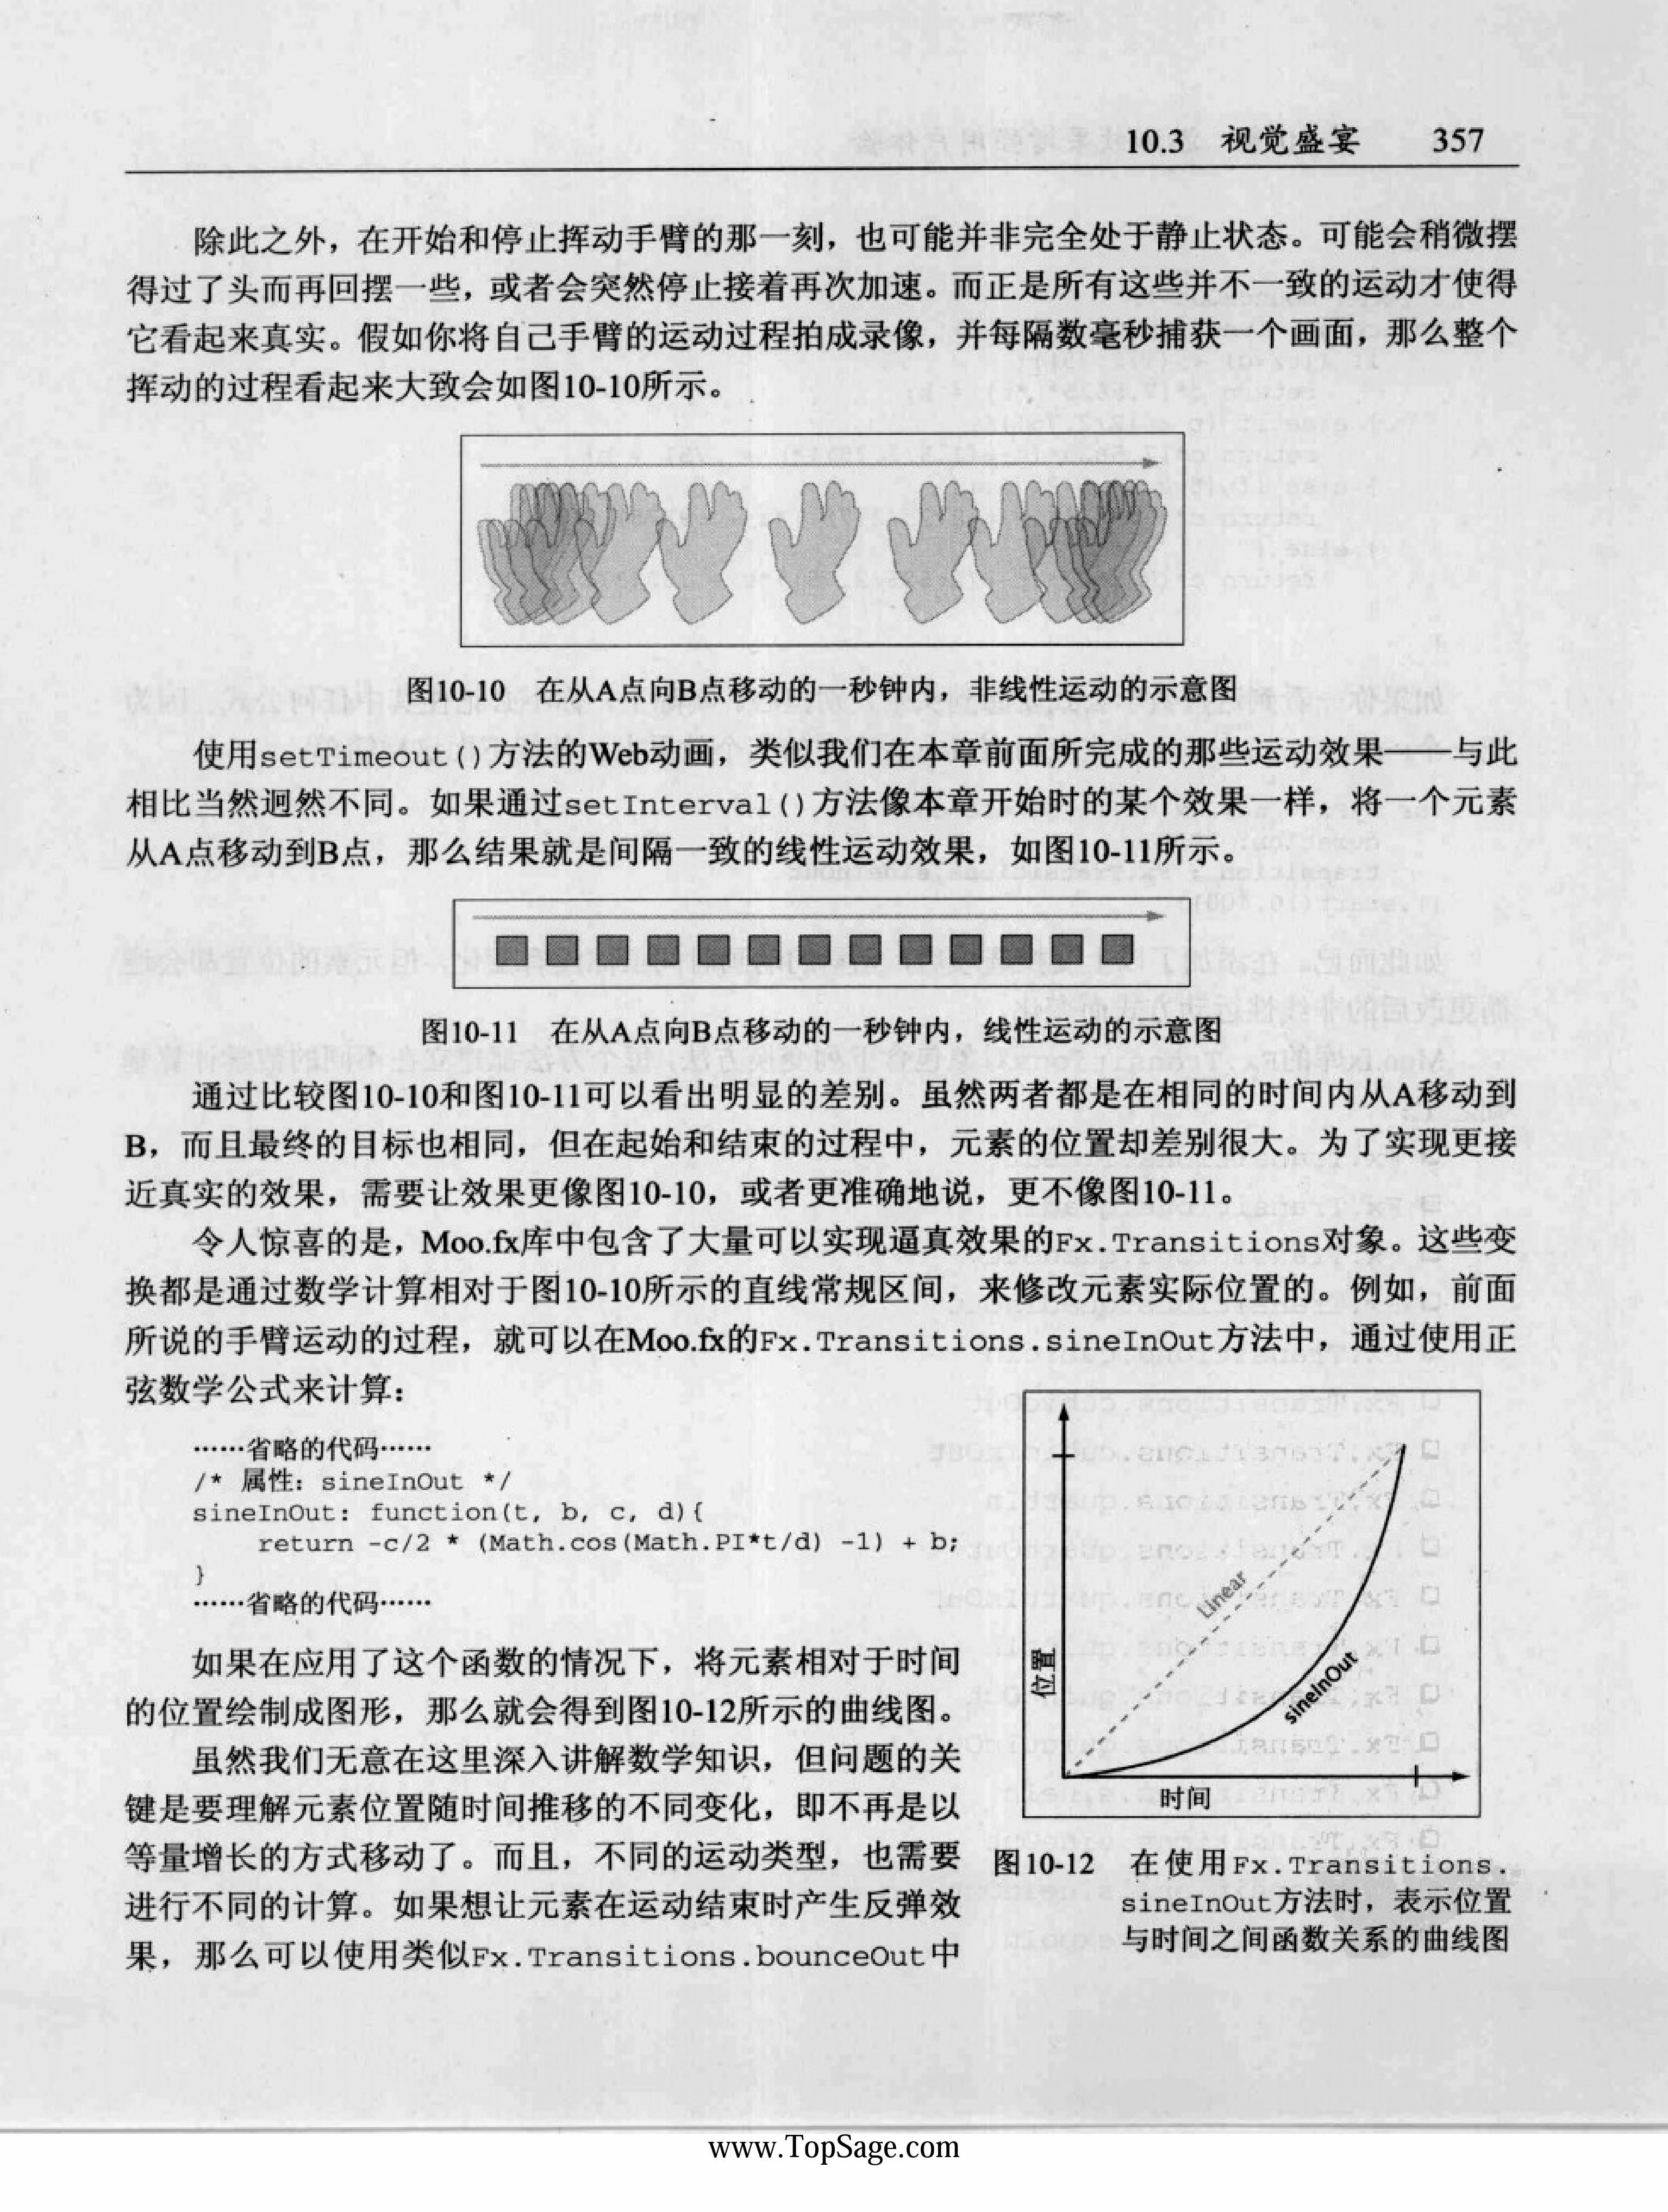 10.3 视觉盛宴 357
除此之外，在开始和停止挥动手臂的那一刻，也可能并非完全处于静止状态。可能会稍微摆
得过了头而再回摆一些，或者会突然停止接着再次加速。而正是所有这些并不一致的运动才使得
它看起来真实。假如你将自己手臂的运动过程拍成录像，并每隔数毫秒捕获一个画面，那么整个
挥动的过程看起来大致会如图10-10所示。
图10-10 在从A点向B点移动的一秒钟内，非线性运动的示意图
使用setTimeout()方法的Web动画，类似我们在本章前面所完成的那些运动效果——与此
相比当然迥然不同。如果通过setInterval()方法像本章开始时的某个效果一样，将一个元素
从A点移动到B点，那么结果就是间隔一致的线性运动效果，如图10-11所示。
图10-11 在从A点向B点移动的一秒钟内，线性运动的示意图
通过比较图10-10和图10-11可以看出明显的差别。虽然两者都是在相同的时间内从A移动到
B，而且最终的目标也相同，但在起始和结束的过程中，元素的位置却差别很大。为了实现更接
近真实的效果，需要让效果更像图10-10，或者更准确地说，更不像图10-11。
令人惊喜的是，Moo.fx库中包含了大量可以实现逼真效果的Fx.Transitions对象。这些变
换都是通过数学计算相对于图10-10所示的直线常规区间，来修改元素实际位置的。例如，前面
所说的手臂运动的过程，就可以在Moo.fx的Fx.Transitions.sineInOut方法中，通过使用正
弦数学公式来计算：
……省略的代码……
/* 属性：sineInOut */
sineInOut: function(t, b, c, d){
    return -c/2 * (Math.cos(Math.PI*t/d) -1) + b;
}
……省略的代码……
如果在应用了这个函数的情况下，将元素相对于时间
的位置绘制成图形，那么就会得到图10-12所示的曲线图。
虽然我们无意在这里深入讲解数学知识，但问题的关
键是要理解元素位置随时间推移的不同变化，即不再是以
等量增长的方式移动了。而且，不同的运动类型，也需要
进行不同的计算。如果想让元素在运动结束时产生反弹效
果，那么可以使用类似Fx.Transitions.bounceOut中
Linear
sineInOut
位置
时间
图10-12 在使用Fx.Transitions.
sineInOut方法时，表示位置
与时间之间函数关系的曲线图
www.TopSage.com